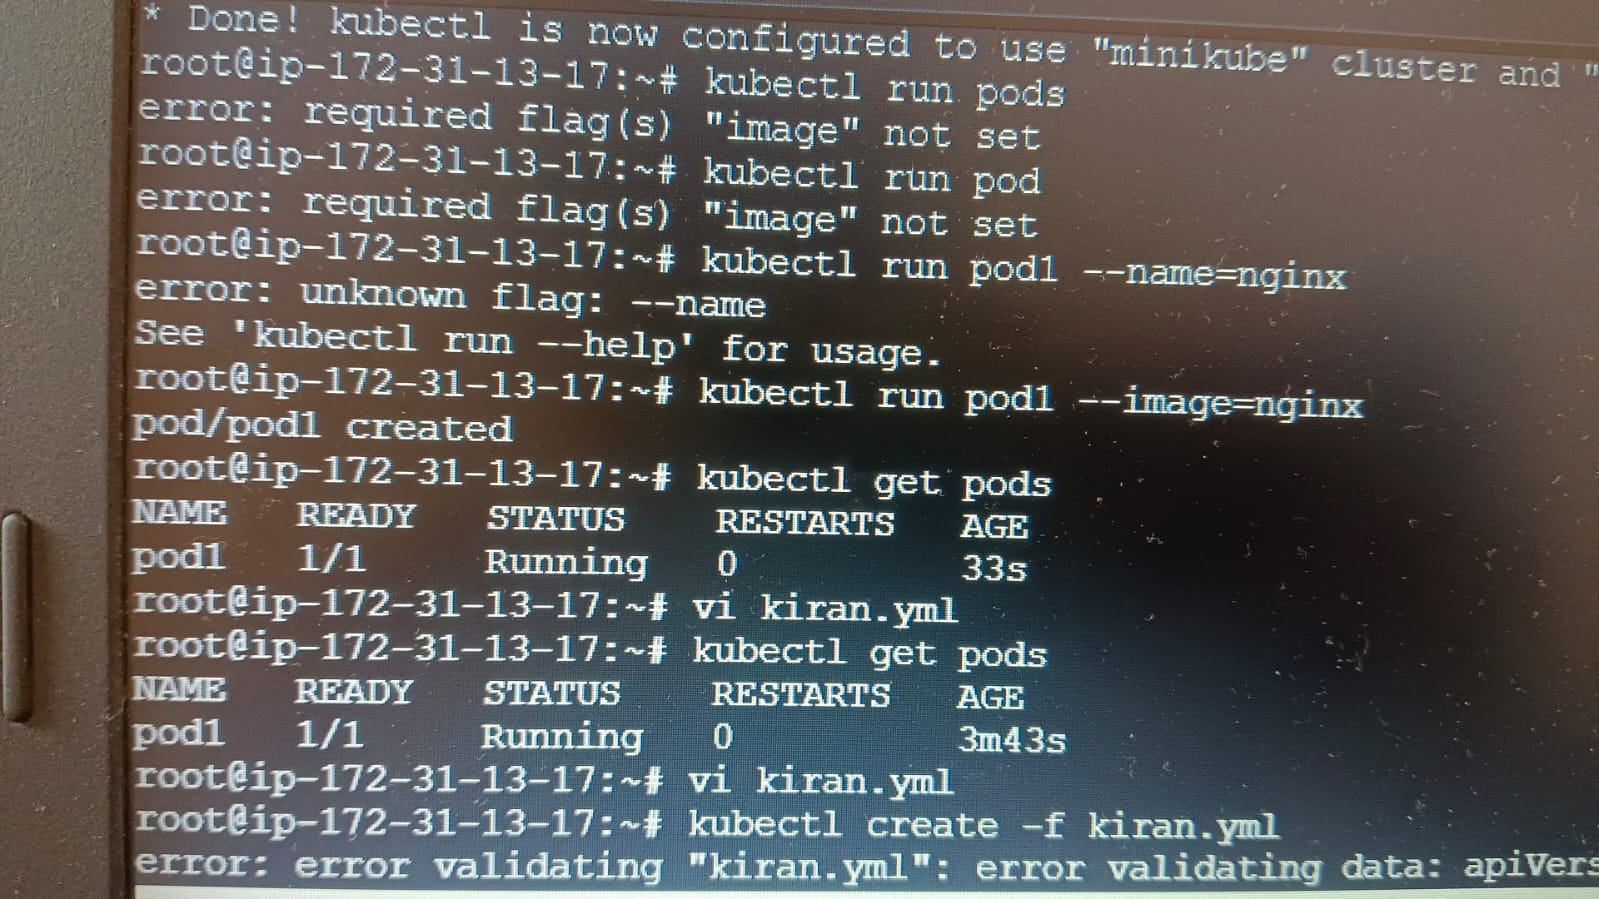 * Done! kubectl is now configured to use "minikube" cluster and "
root@ip-172-31-13-17:~# kubectl run pods
error: required flag(s) "image" not set
root@ip-172-31-13-17:~# kubectl run pod
error: required flag(s) "image" not set
root@ip-172-31-13-17:~# kubectl run pod1 --name=nginx
error: unknown flag: --name
See 'kubectl run --help' for usage.
root@ip-172-31-13-17:~# kubectl run pod1 --image=nginx
pod/pod1 created
root@ip-172-31-13-17:~# kubectl get pods
NAME READY STATUS RESTARTS AGE
pod1 1/1 Running 0 33s
root@ip-172-31-13-17:~# vi kiran.yml
root@ip-172-31-13-17:~# kubectl get pods
NAME READY STATUS RESTARTS AGE
pod1 1/1 Running 0 3m43s
root@ip-172-31-13-17:~# vi kiran.yml
root@ip-172-31-13-17:~# kubectl create -f kiran.yml
error: error validating "kiran.yml": error validating data: apiVers